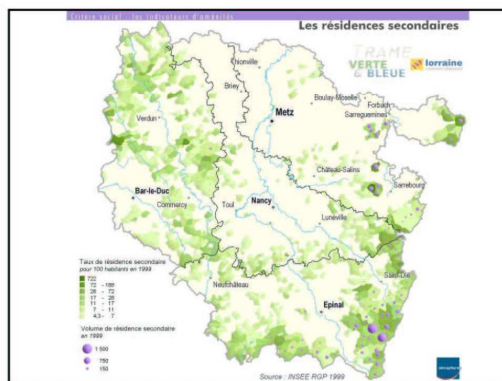 Critère social : les indicateurs d'aménités
Les résidences secondaires
TRAME
VERTE
& BLEUE
lorraine
Thionville
Briey
Boulay-Moselle
Forbach
Metz
Sarreguemines
Verdun
Château-Salins
Sarrebourg
Bar-le-Duc
Commercy
Toul
Nancy
Lunéville
Neufchâteau
Saint-Dié
Epinal
Taux de résidence secondaire
pour 100 habitants en 1999
722
28 - 72
17 - 28
11 - 17
7 - 11
4,3 - 7
Volume de résidence secondaire
en 1999
1 500
750
150
Source : INSEE RGP 1999